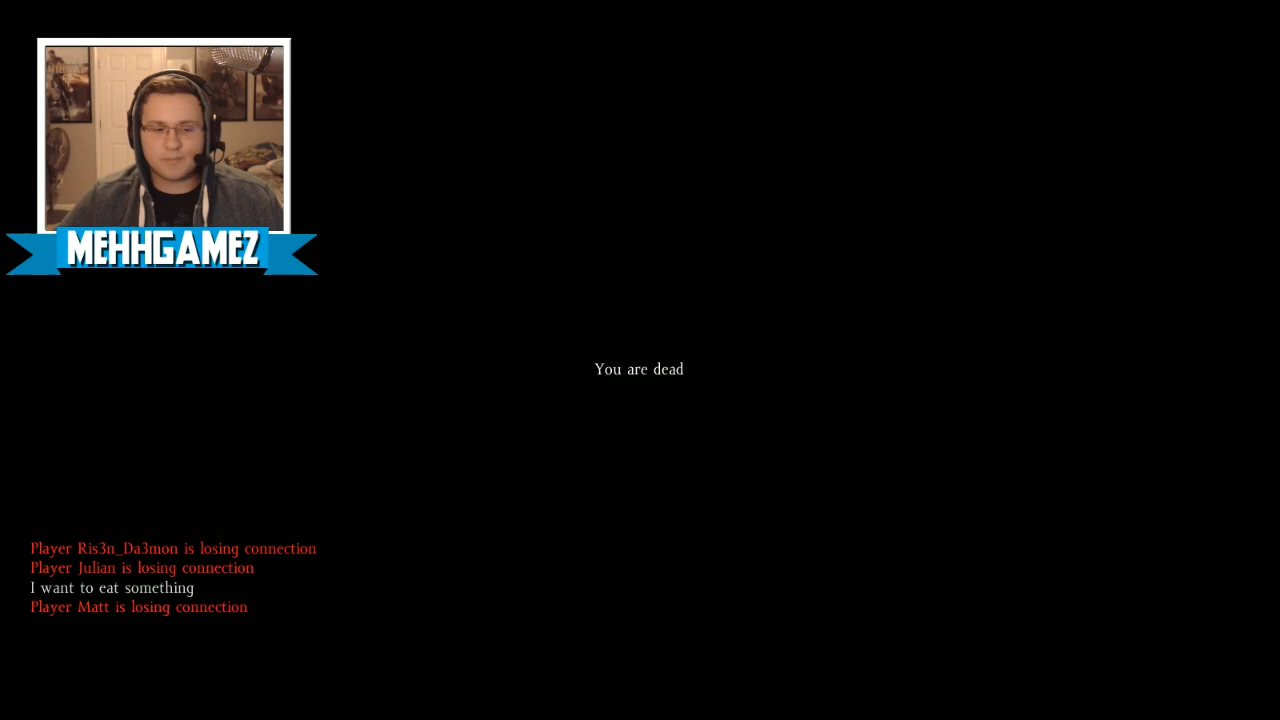 MEHHGAMEZ
You are dead
Player Ris3n_Da3mon is losing connection
Player Julian is losing connection
I want to eat something
Player Matt is losing connection